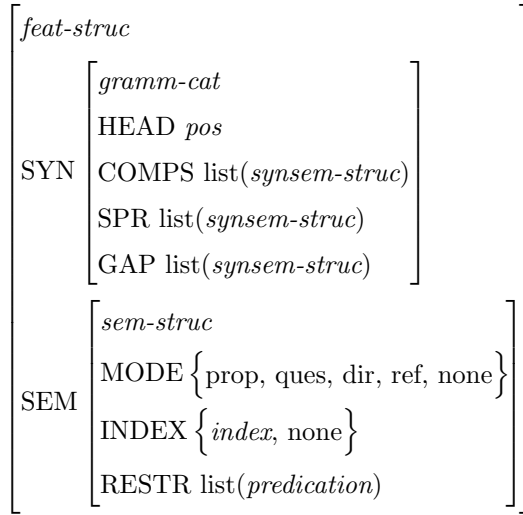 feat-struc
gramm-cat
HEAD pos
SYN COMPS list(synsem-struc)
SPR list(synsem-struc)
GAP list(synsem-struc)
sem-struc
MODE {prop, ques, dir, ref, none}
SEM INDEX {index, none}
RESTR list(predication)